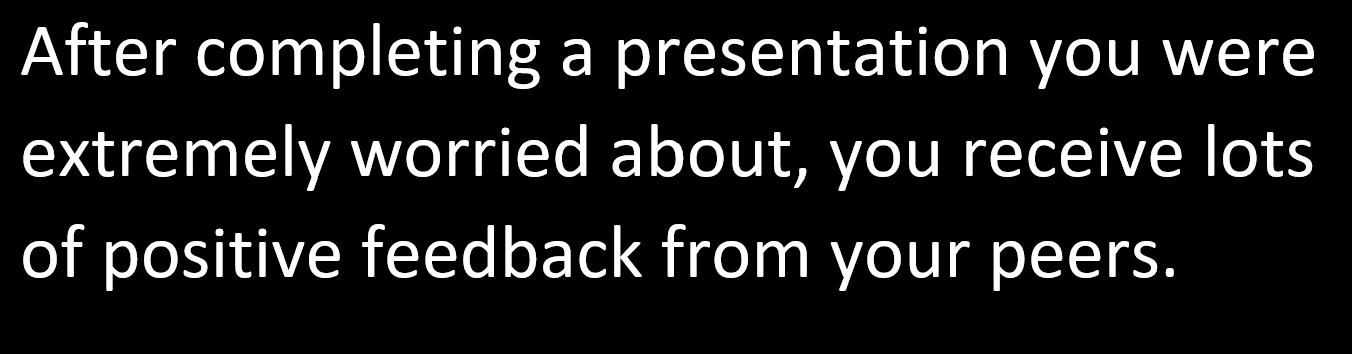 After completing a presentation you were
extremely worried about, you receive lots
of positive feedback from your peers.